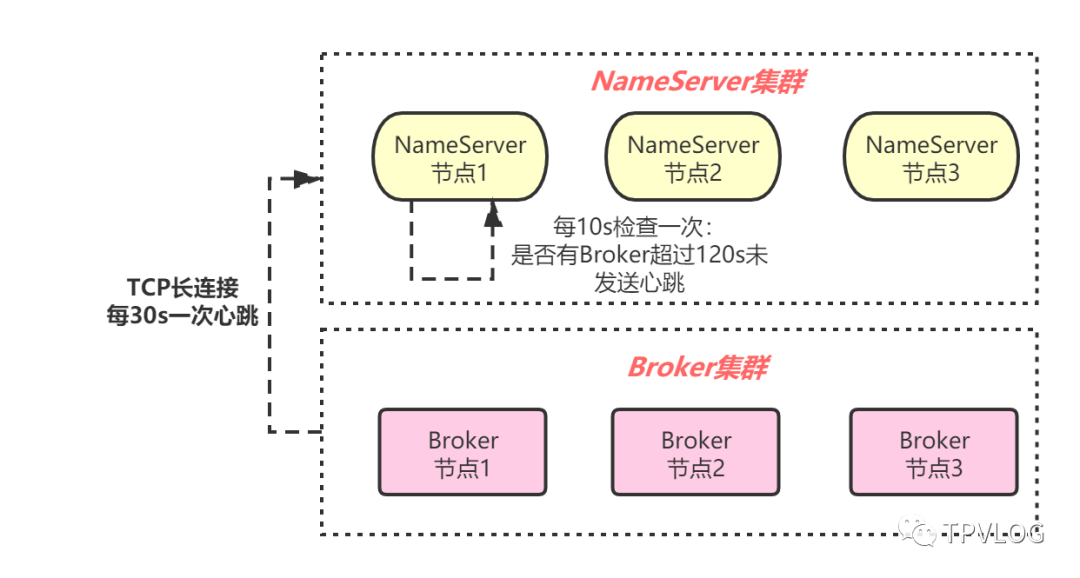 NameServer集群
NameServer
节点1
NameServer
节点2
NameServer
节点3
每10s检查一次：
是否有Broker超过120s未
发送心跳
TCP长连接
每30s一次心跳
Broker集群
Broker
节点1
Broker
节点2
Broker
节点3
TPVLOG